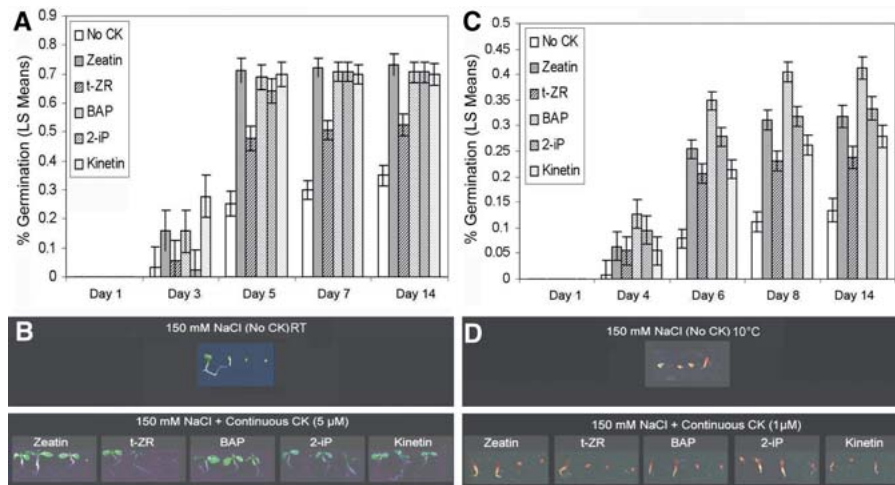 A
% Germination (LS Means)
0.9
0.8
0.7
0.6
0.5
0.4
0.3
0.2
0.1
0
No CK
Zeatin
t-ZR
BAP
2-iP
Kinetin
Day 1 Day 3 Day 5 Day 7 Day 14
B
150 mM NaCl (No CK) RT
150 mM NaCl + Continuous CK (5 µM)
Zeatin t-ZR BAP 2-iP Kinetin
C
% Germination (LS Means)
0.5
0.45
0.4
0.35
0.3
0.25
0.2
0.15
0.1
0.05
0
No CK
Zeatin
t-ZR
BAP
2-iP
Kinetin
Day 1 Day 4 Day 6 Day 8 Day 14
D
150 mM NaCl (No CK) 10°C
150 mM NaCl + Continuous CK (1µM)
Zeatin t-ZR BAP 2-iP Kinetin